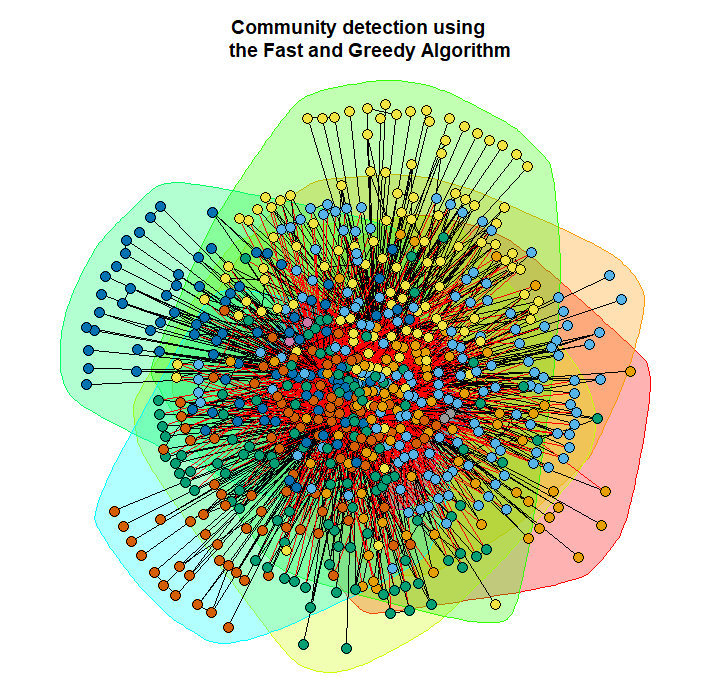 Community detection using
the Fast and Greedy Algorithm